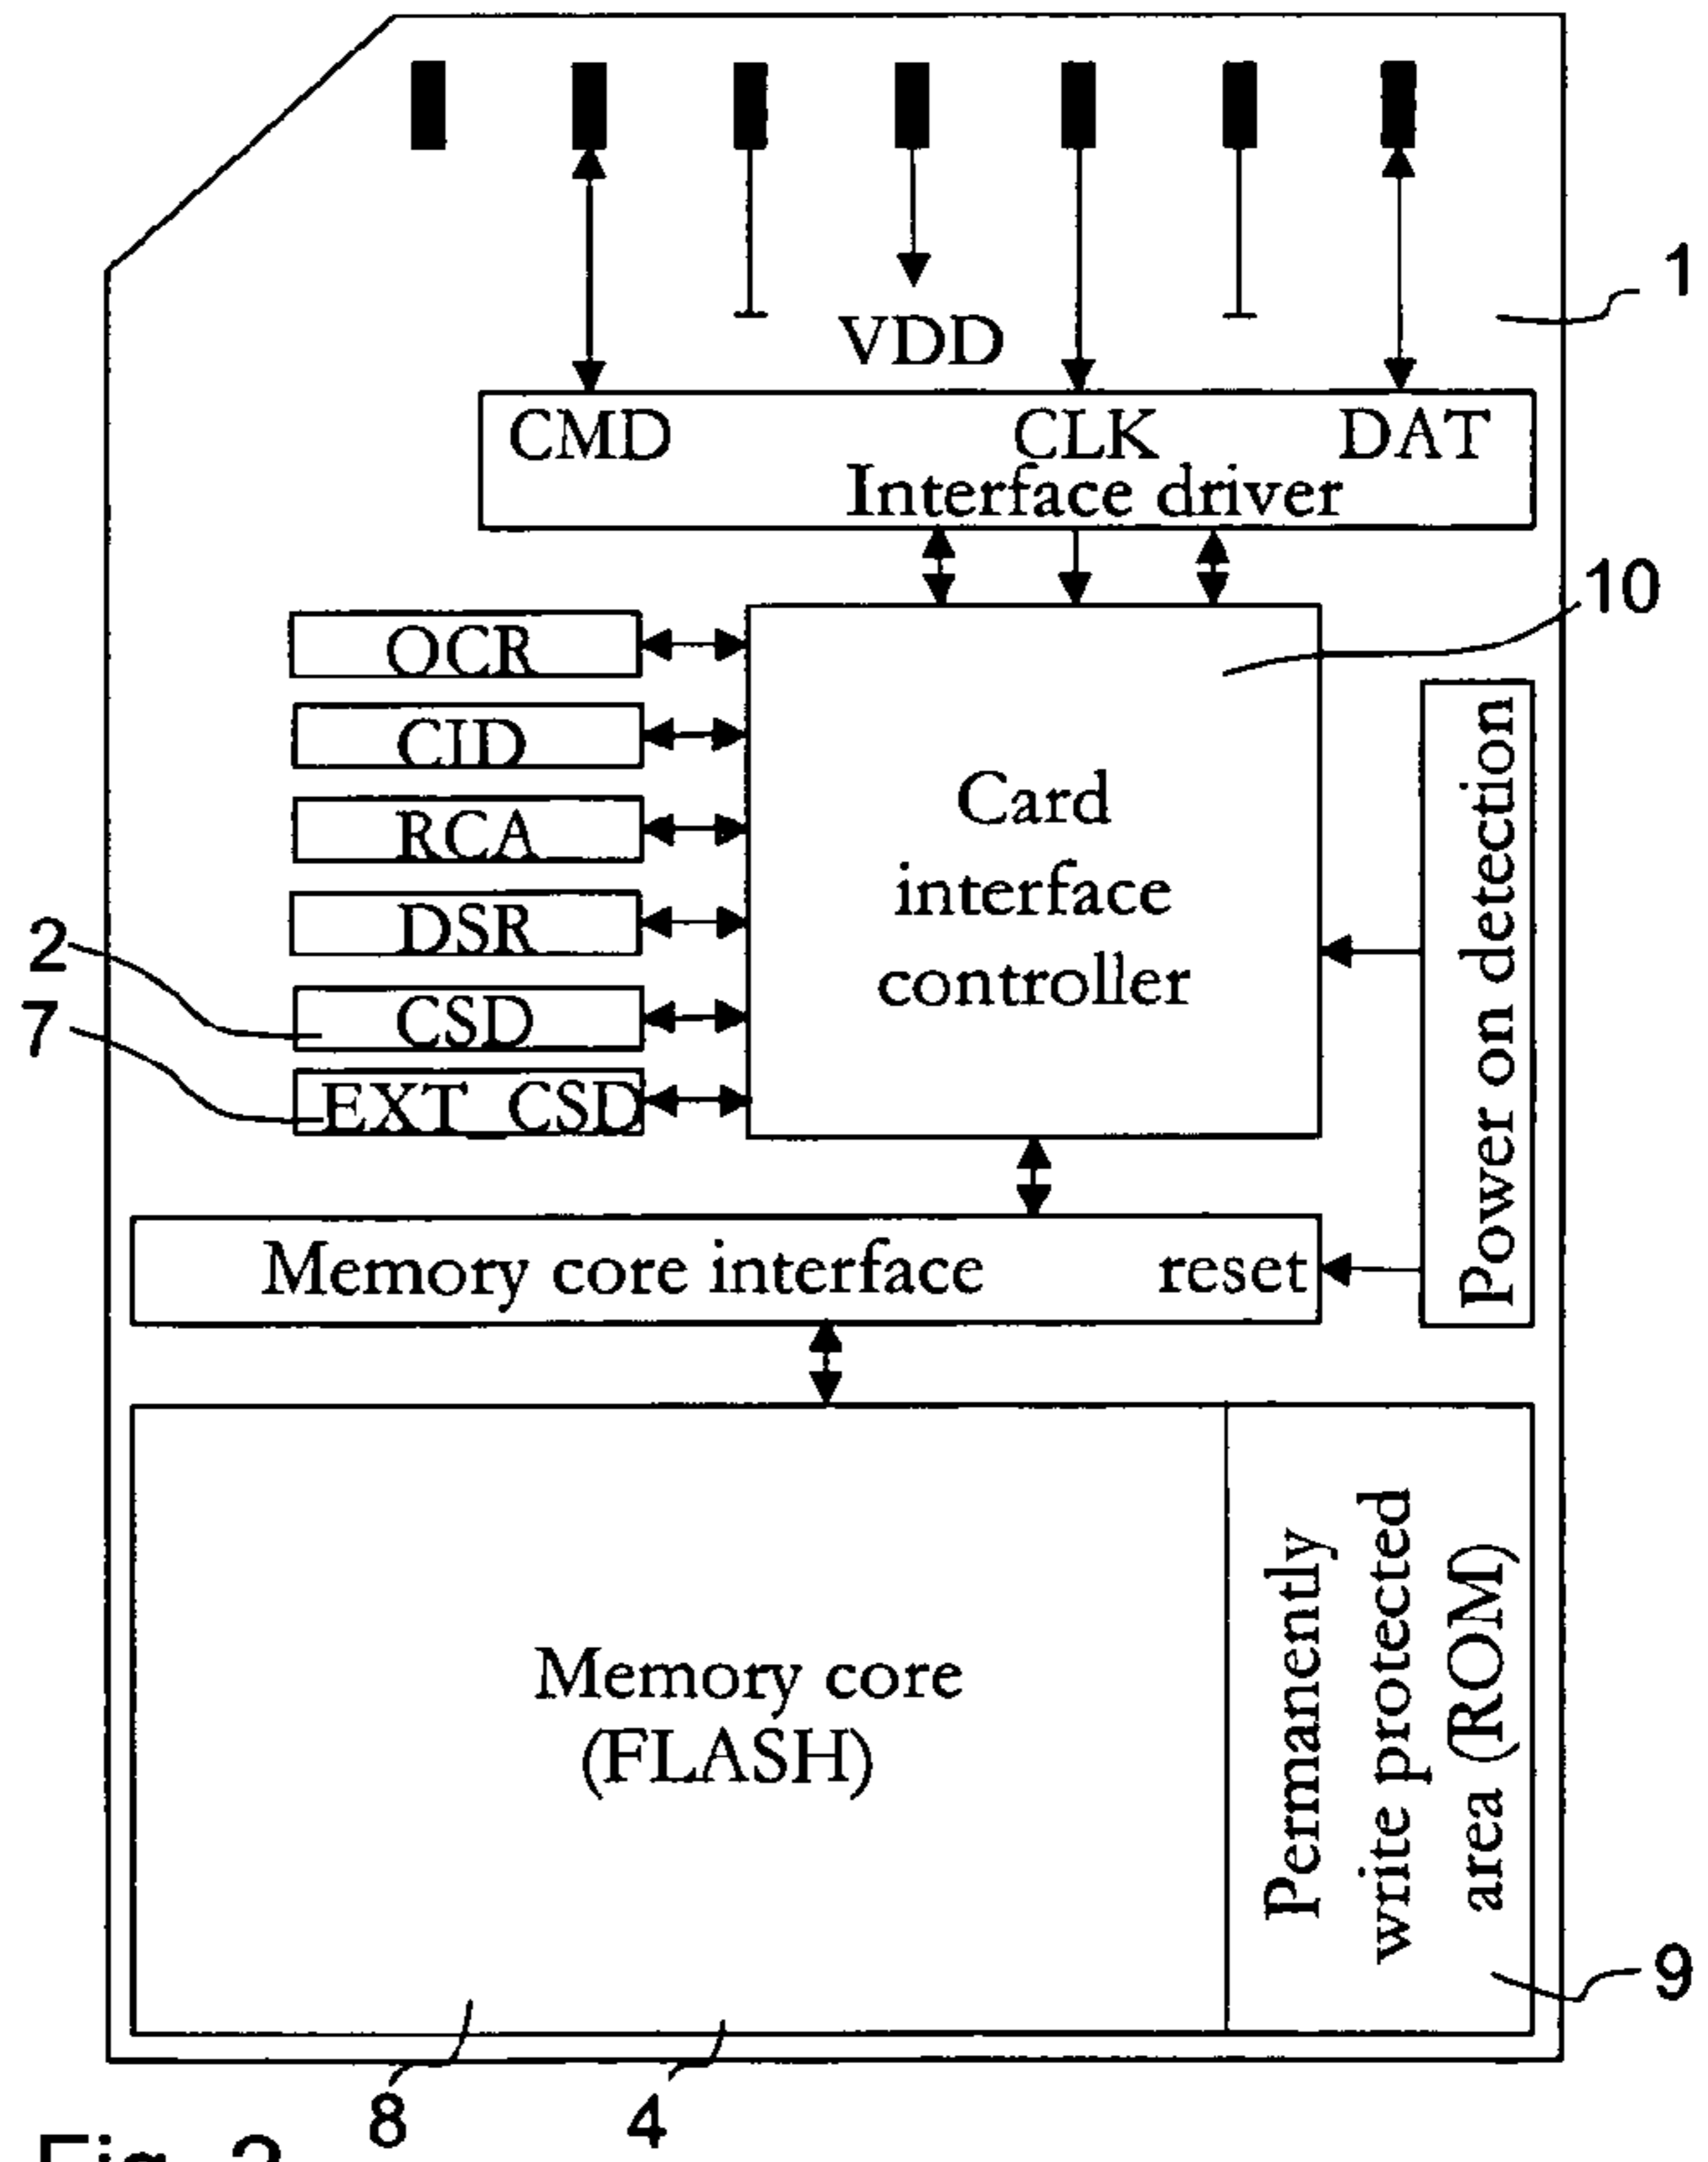 1
VDD
CMD CLK DAT
Interface driver
10
OCR
CID
RCA
DSR
2
CSD
7
EXT_CSD
Card
interface
controller
Power on detection
Memory core interface reset
Memory core
(FLASH)
Permanently
write protected
area (ROM)
9
8
4